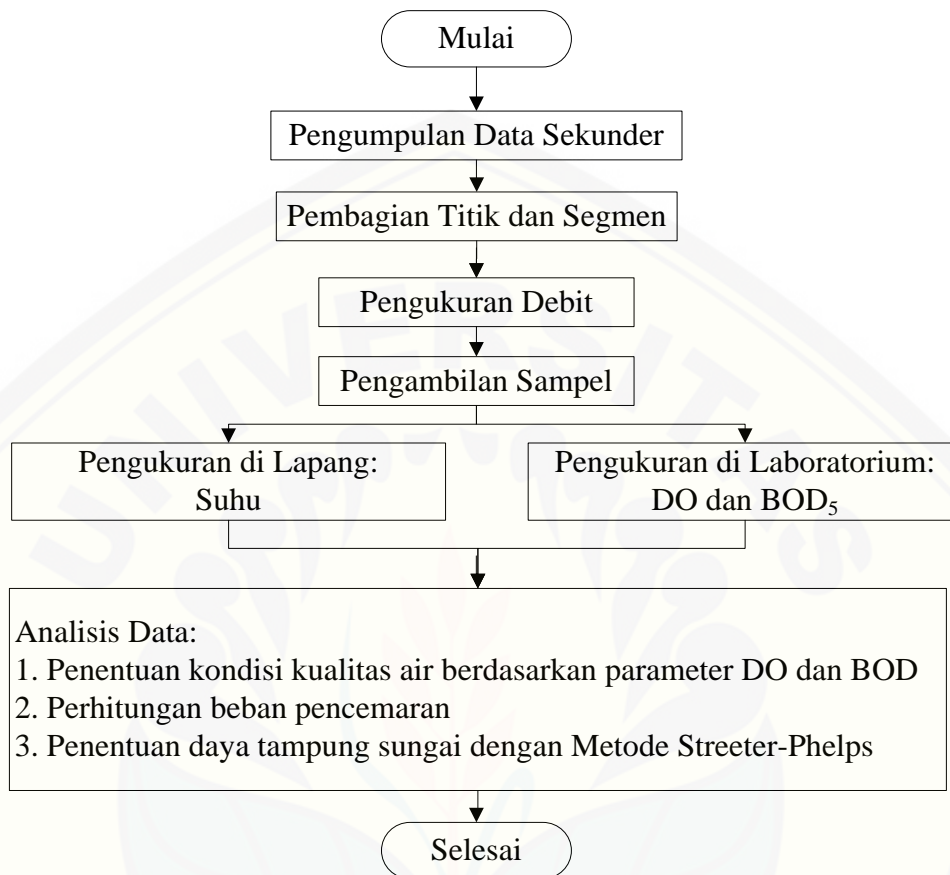 Mulai
Pengumpulan Data Sekunder
Pembagian Titik dan Segmen
Pengukuran Debit
Pengambilan Sampel
Pengukuran di Lapang:
Suhu
Pengukuran di Laboratorium:
DO dan BOD₅
Analisis Data:
1. Penentuan kondisi kualitas air berdasarkan parameter DO dan BOD
2. Perhitungan beban pencemaran
3. Penentuan daya tampung sungai dengan Metode Streeter-Phelps
Selesai
UNIVERSITAS